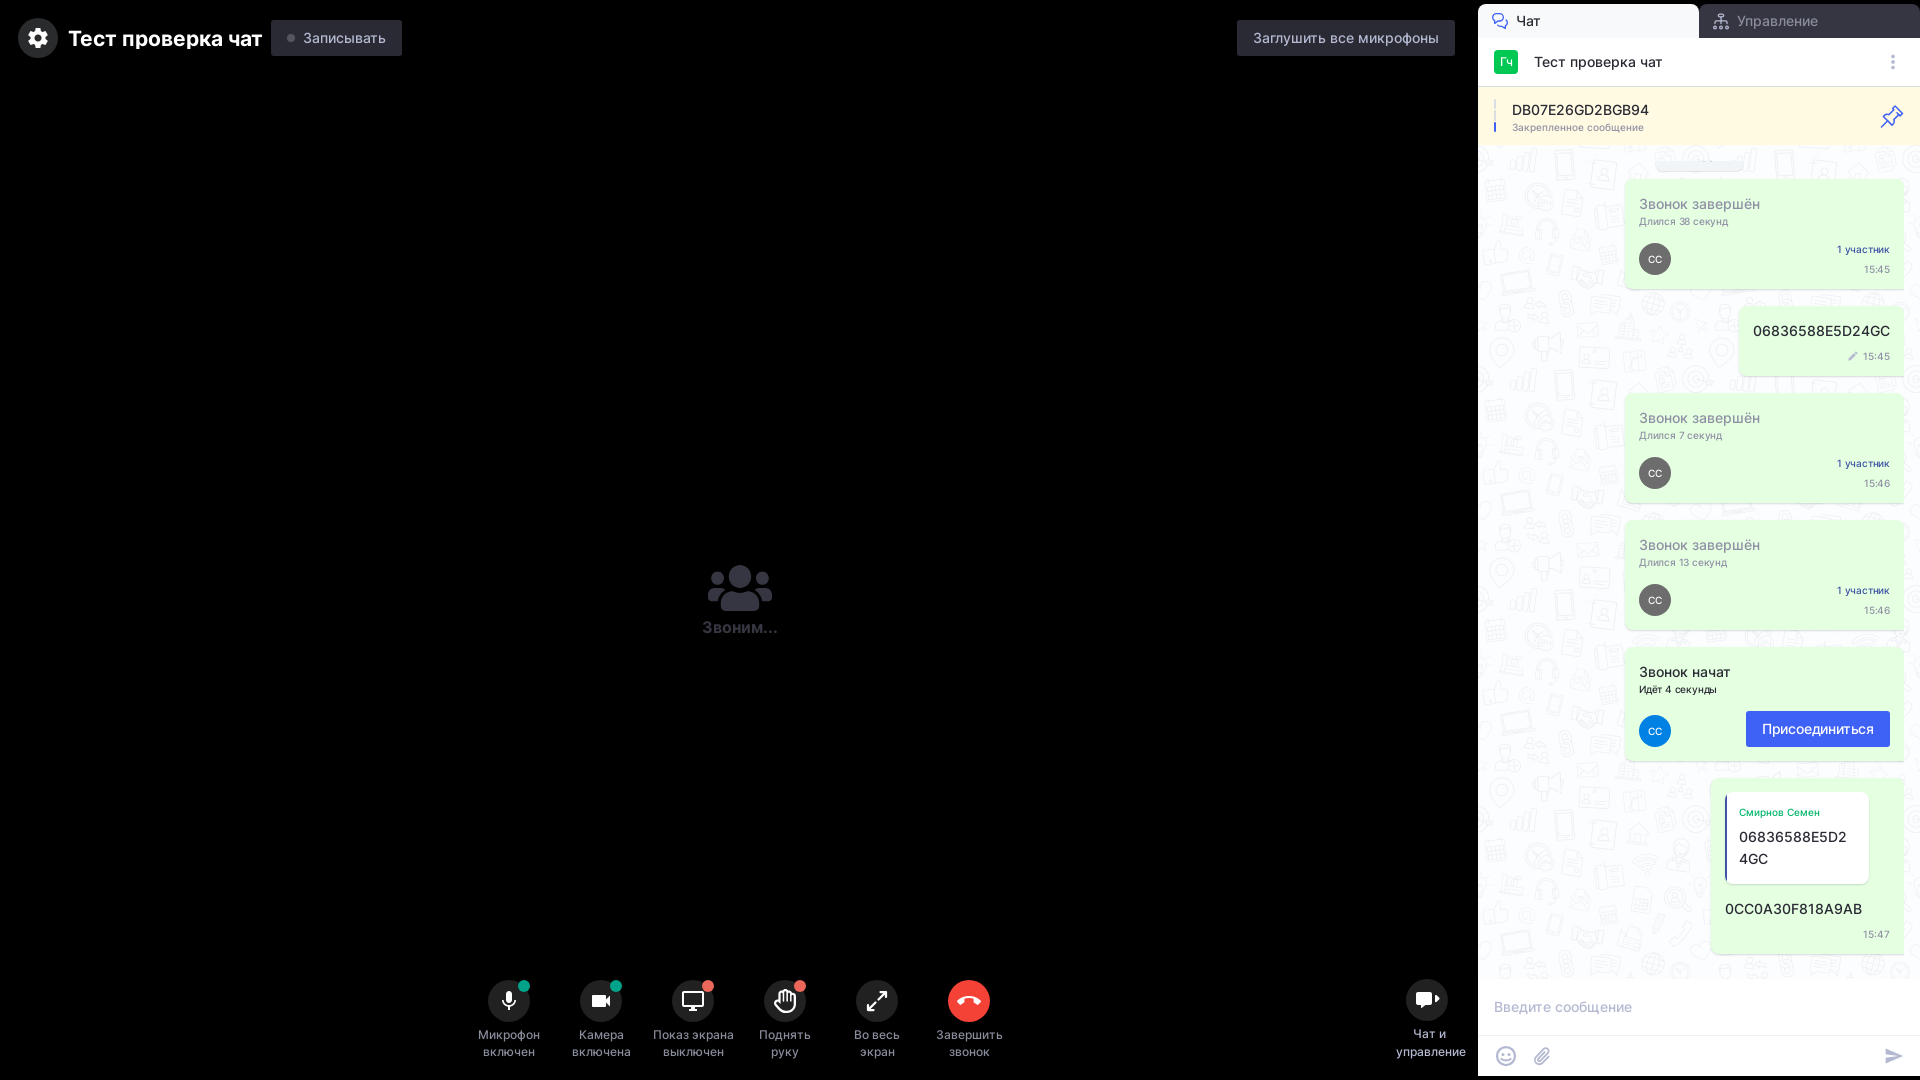 Тест проверка чат
Записывать
Заглушить все микрофоны
Звоним...
Микрофон
включен
Камера
включена
Показ экрана
выключен
Поднять
руку
Во весь
экран
Завершить
звонок
Чат и
управление
Чат
Управление
Гч
Тест проверка чат
DB07E26GD2BGB94
Закрепленное сообщение
Звонок завершён
Длился 38 секунд
СС
1 участник
15:45
06836588E5D24GC
15:45
Звонок завершён
Длился 7 секунд
СС
1 участник
15:46
Звонок завершён
Длился 13 секунд
СС
1 участник
15:46
Звонок начат
Идёт 4 секунды
СС
Присоединиться
Смирнов Семен
06836588E5D2
4GC
0CC0A30F818A9AB
15:47
Введите сообщение